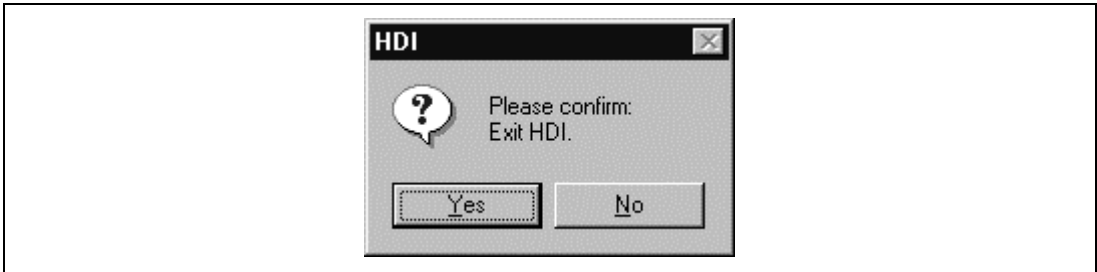 HDI
?
Please confirm:
Exit HDI.
Yes No